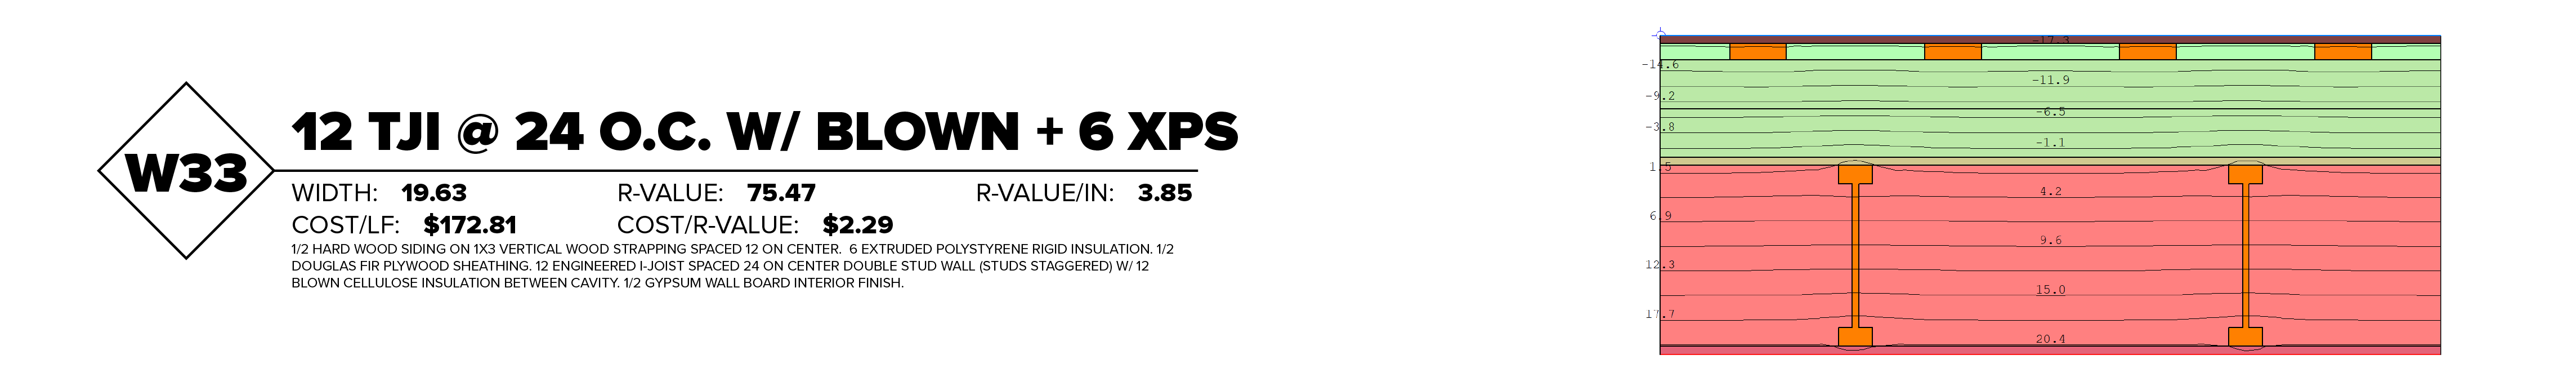 W33
12 TJI @ 24 O.C. W/ BLOWN + 6 XPS
WIDTH: 19.63 R-VALUE: 75.47 R-VALUE/IN: 3.85
COST/LF: $172.81 COST/R-VALUE: $2.29
1/2 HARD WOOD SIDING ON 1X3 VERTICAL WOOD STRAPPING SPACED 12 ON CENTER.  6 EXTRUDED POLYSTYRENE RIGID INSULATION. 1/2
DOUGLAS FIR PLYWOOD SHEATHING. 12 ENGINEERED I-JOIST SPACED 24 ON CENTER DOUBLE STUD WALL (STUDS STAGGERED) W/ 12
BLOWN CELLULOSE INSULATION BETWEEN CAVITY. 1/2 GYPSUM WALL BOARD INTERIOR FINISH.
-17.3
-14.6
-11.9
-9.2
-6.5
-3.8
-1.1
1.5
4.2
6.9
9.6
12.3
15.0
17.7
20.4